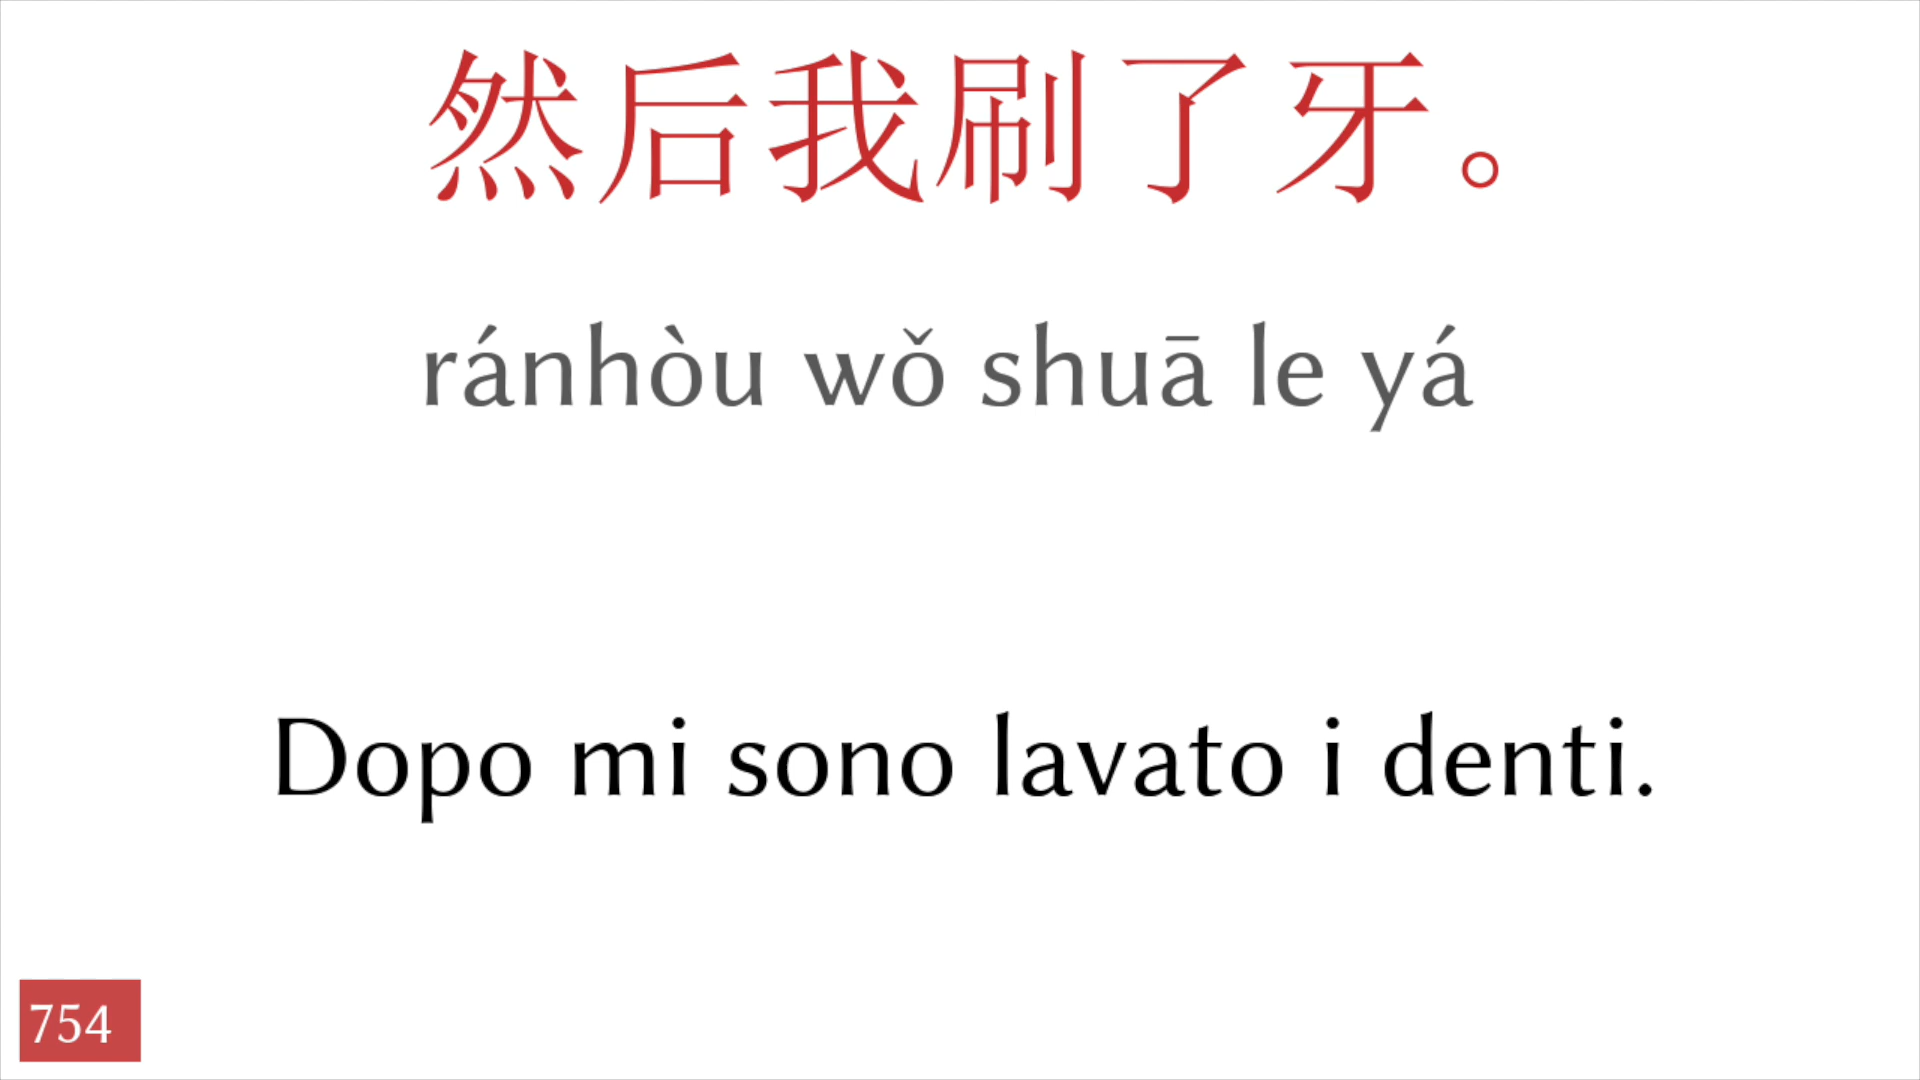 然后我刷了牙。
ránhòu wǒ shuā le yá
Dopo mi sono lavato i denti.
754